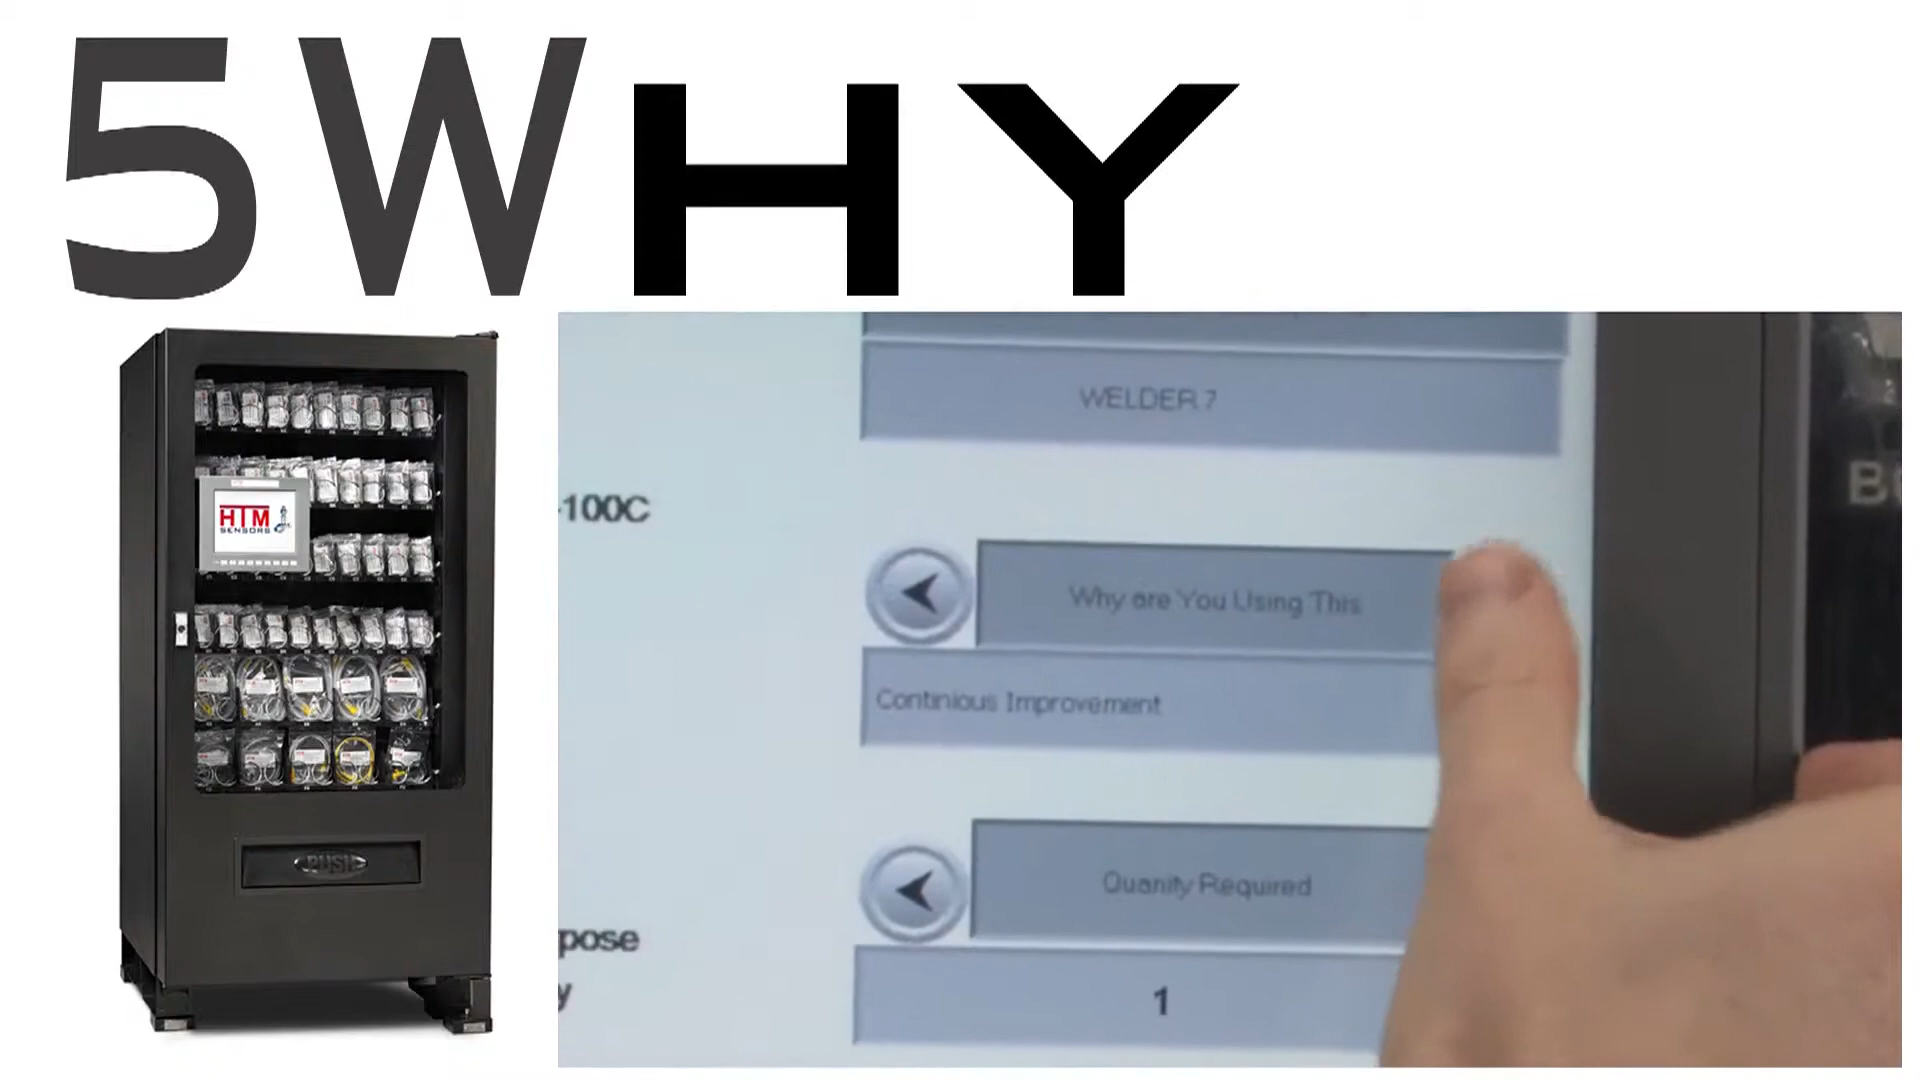 5WHY
HTM
SENSORS
PUSH
WELDER 7
-100C
Why are You Using This
Continious Improvement
Quanity Required
pose
y
1
B